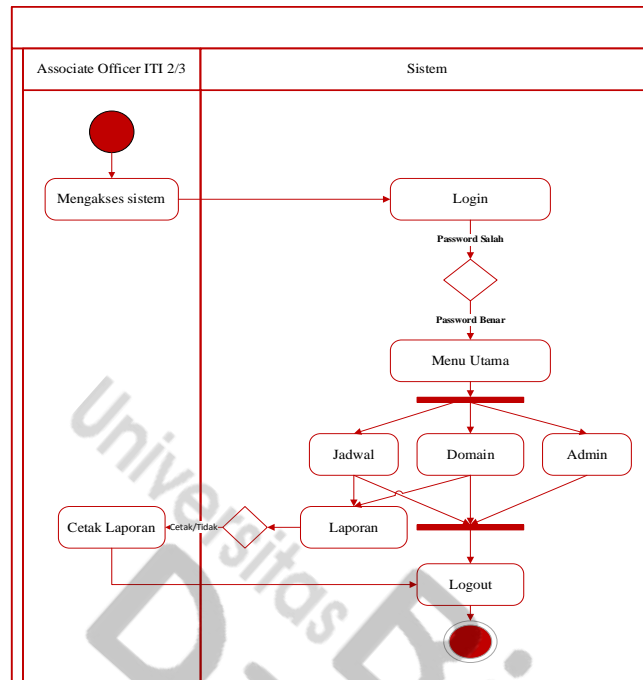 Associate Officer ITI 2/3
Sistem
Mengakses sistem
Login
Password Salah
Password Benar
Menu Utama
Jadwal
Domain
Admin
Cetak Laporan
Cetak/Tidak
Laporan
Logout
Universitas